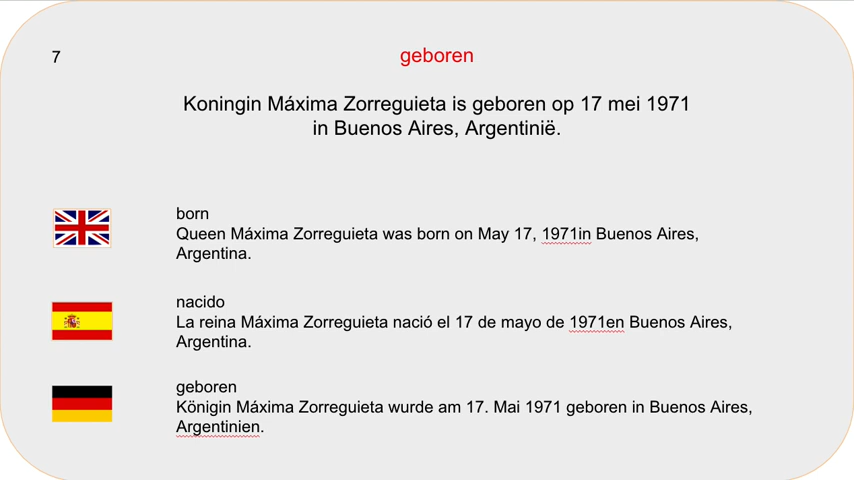 7
geboren
Koningin Máxima Zorreguieta is geboren op 17 mei 1971
in Buenos Aires, Argentinië.
born
Queen Máxima Zorreguieta was born on May 17, 1971in Buenos Aires,
Argentina.
nacido
La reina Máxima Zorreguieta nació el 17 de mayo de 1971en Buenos Aires,
Argentina.
geboren
Königin Máxima Zorreguieta wurde am 17. Mai 1971 geboren in Buenos Aires,
Argentinien.